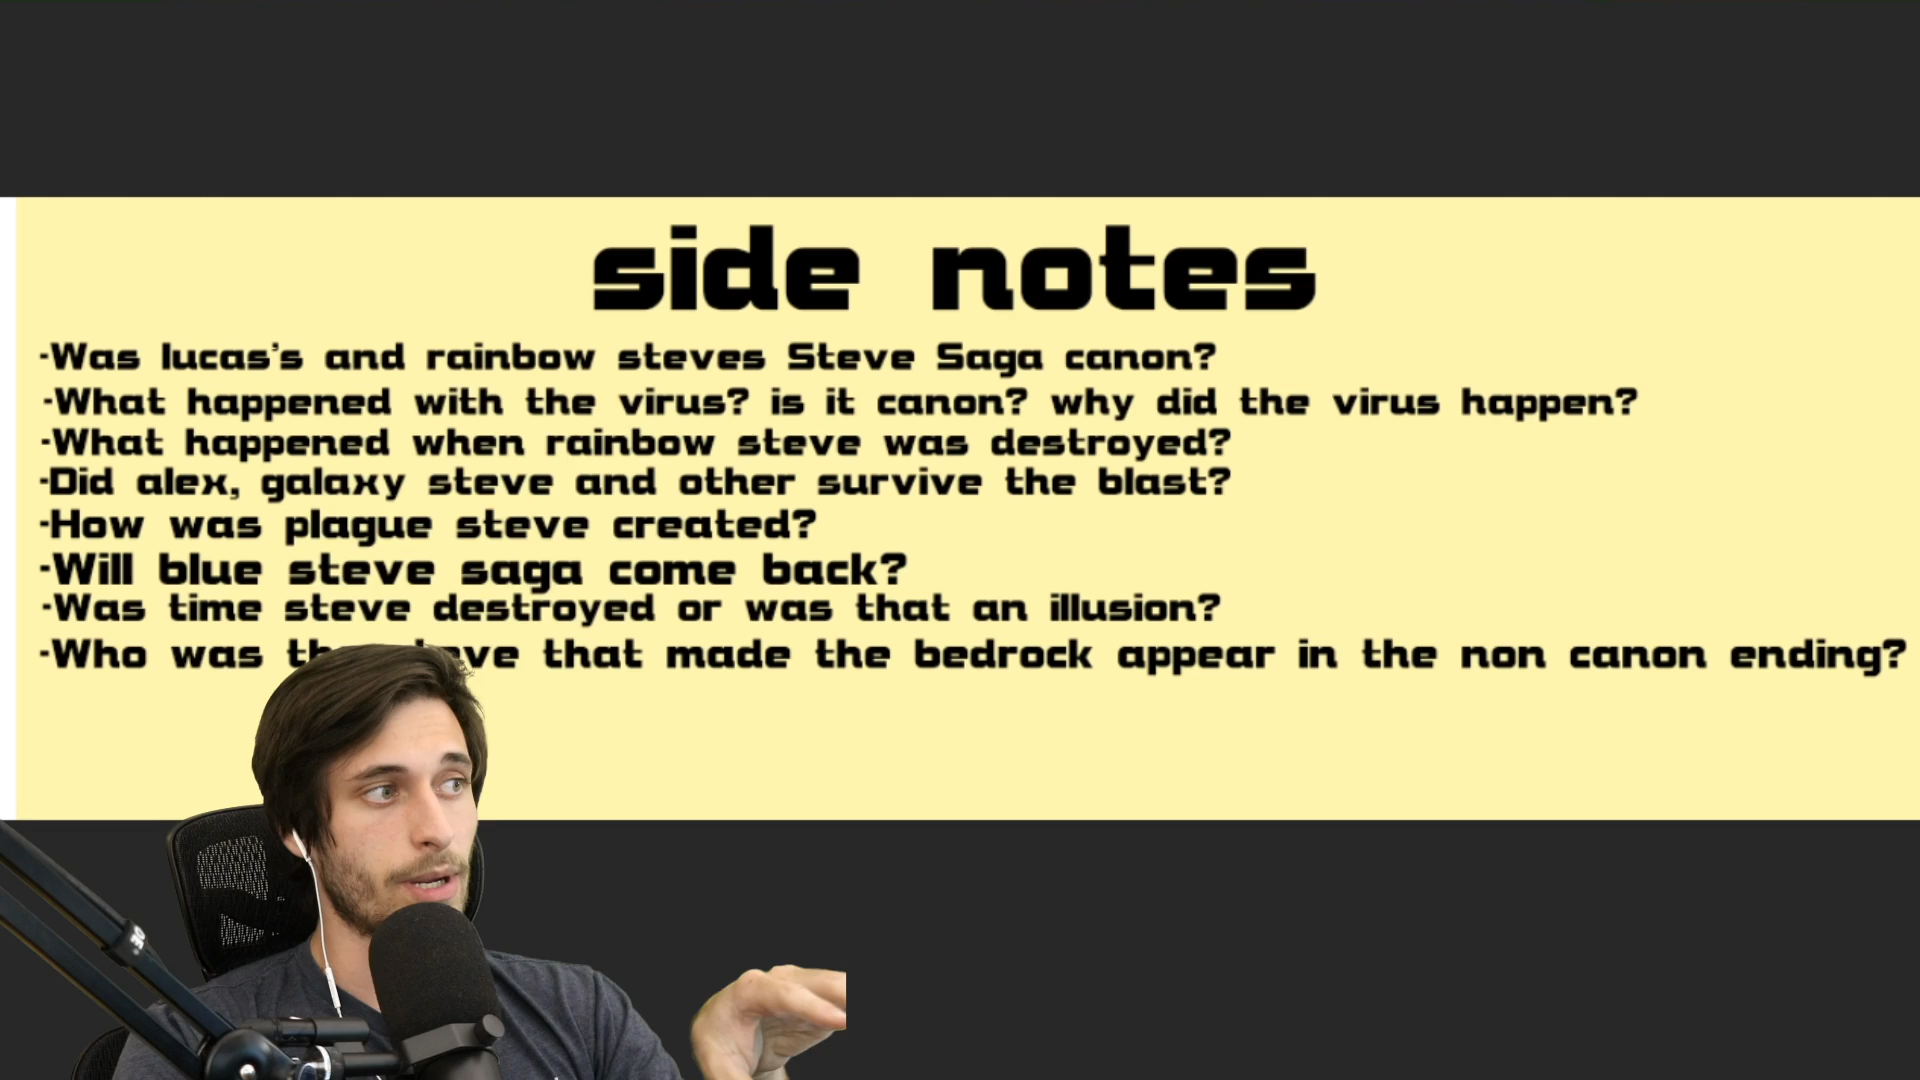 side notes
-Was lucas's and rainbow steves Steve Saga canon?
-What happened with the virus? is it canon? why did the virus happen?
-What happened when rainbow steve was destroyed?
-Did alex, galaxy steve and other survive the blast?
-How was plague steve created?
-Will blue steve saga come back?
-Was time steve destroyed or was that an illusion?
-Who was that made the bedrock appear in the non canon ending?